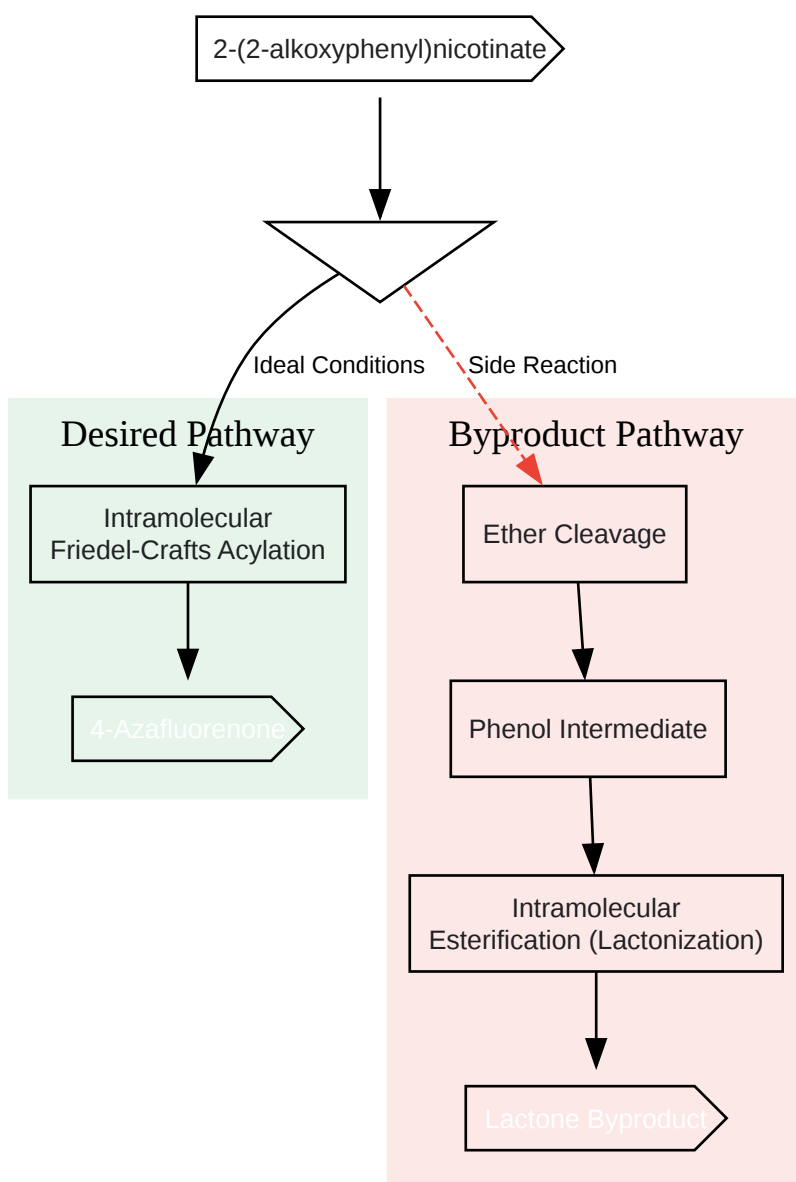 2-(2-alkoxyphenyl)nicotinate
Ideal Conditions
Side Reaction
Desired Pathway
Intramolecular
Friedel-Crafts Acylation
4-Azafluorenone
Byproduct Pathway
Ether Cleavage
Phenol Intermediate
Intramolecular
Esterification (Lactonization)
Lactone Byproduct